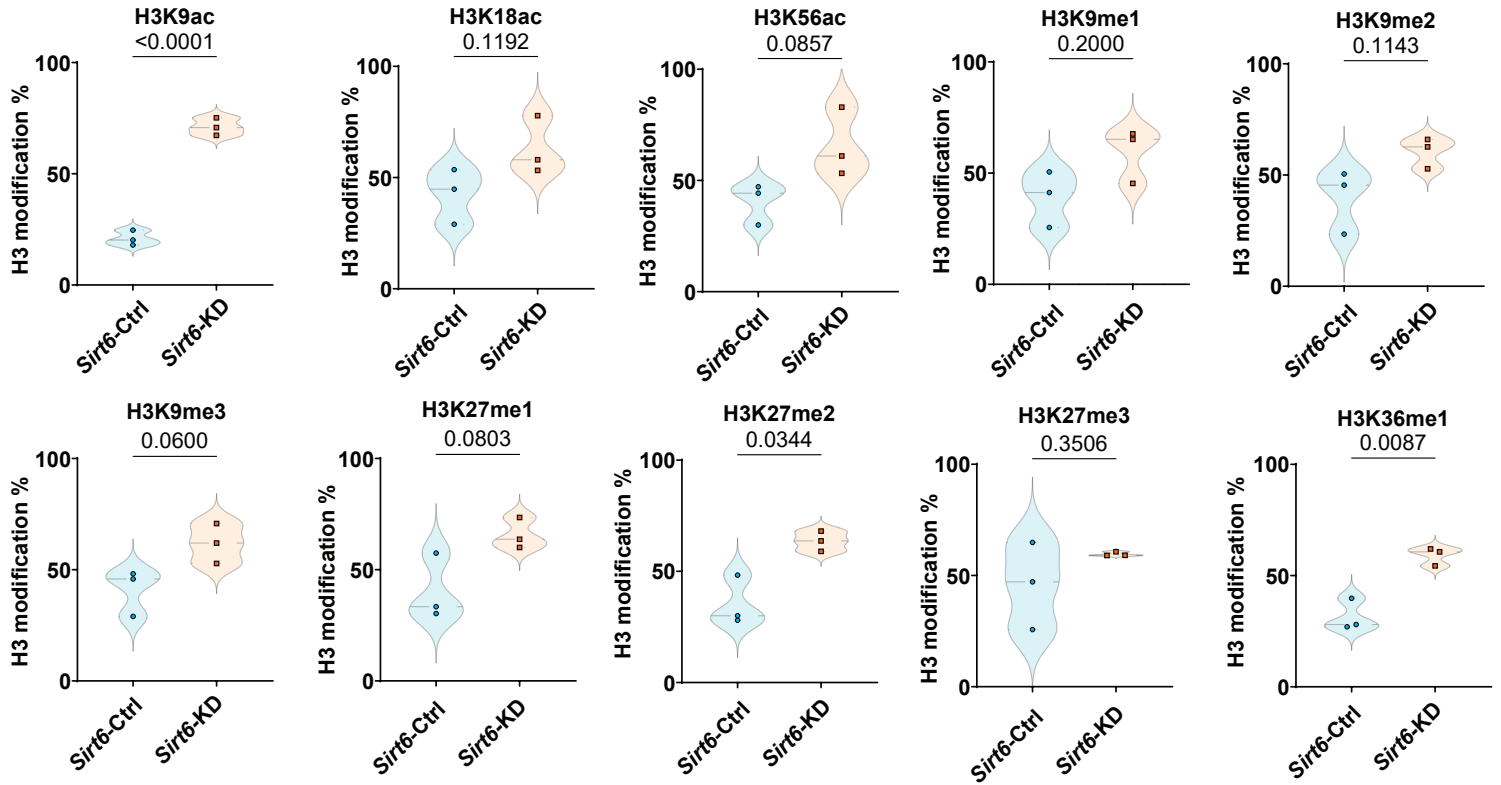 H3K9ac
<0.0001
H3 modification %
100
50
0
Sirt6-Ctrl
Sirt6-KD
H3K18ac
0.1192
H3 modification %
100
50
0
Sirt6-Ctrl
Sirt6-KD
H3K56ac
0.0857
H3 modification %
100
50
0
Sirt6-Ctrl
Sirt6-KD
H3K9me1
0.2000
H3 modification %
100
50
0
Sirt6-Ctrl
Sirt6-KD
H3K9me2
0.1143
H3 modification %
100
50
0
Sirt6-Ctrl
Sirt6-KD
H3K9me3
0.0600
H3 modification %
100
50
0
Sirt6-Ctrl
Sirt6-KD
H3K27me1
0.0803
H3 modification %
100
50
0
Sirt6-Ctrl
Sirt6-KD
H3K27me2
0.0344
H3 modification %
100
50
0
Sirt6-Ctrl
Sirt6-KD
H3K27me3
0.3506
H3 modification %
100
50
0
Sirt6-Ctrl
Sirt6-KD
H3K36me1
0.0087
H3 modification %
100
50
0
Sirt6-Ctrl
Sirt6-KD